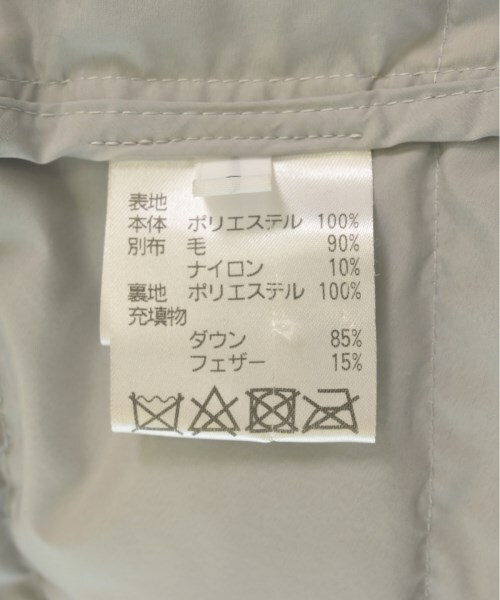 表地
本体 ポリエステル 100%
別布 毛 90%
ナイロン 10%
裏地 ポリエステル 100%
充填物
ダウン 85%
フェザー 15%